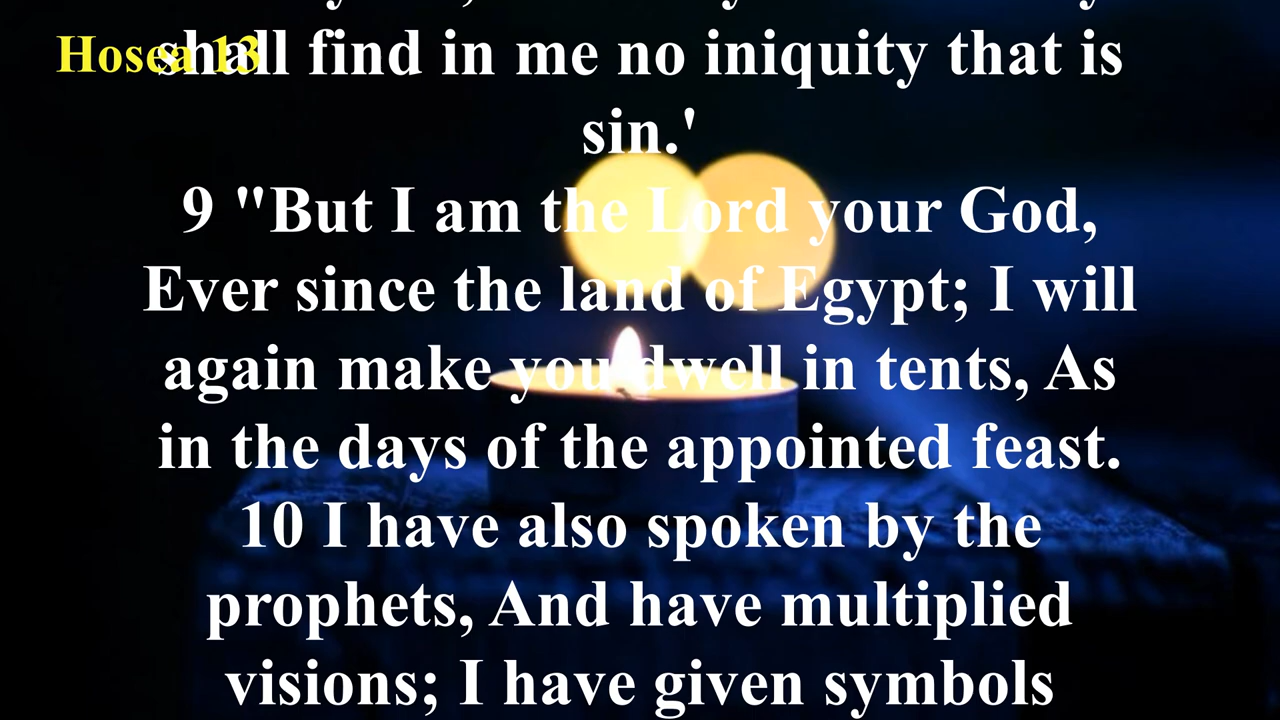 Hosea 13
shall find in me no iniquity that is
sin.'
9 "But I am the Lord your God,
Ever since the land of Egypt; I will
again make you dwell in tents, As
in the days of the appointed feast.
10 I have also spoken by the
prophets, And have multiplied
visions; I have given symbols